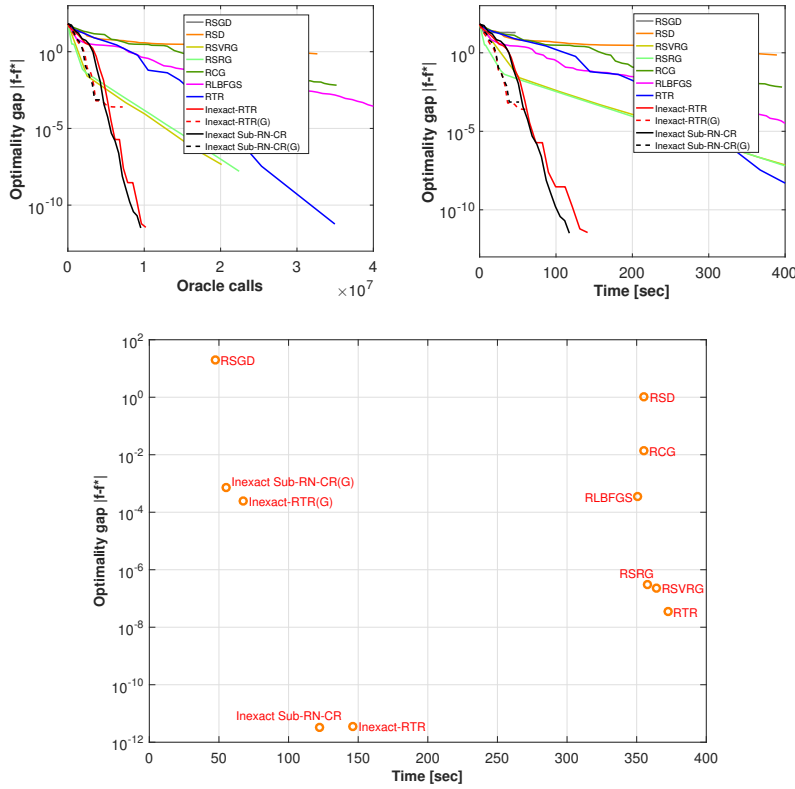 Optimality gap |f-f*|
10^0
10^-5
10^-10
RSGD
RSD
RSVRG
RSRG
RCG
RLBFGS
RTR
Inexact-RTR
Inexact-RTR(G)
Inexact Sub-RN-CR
Inexact Sub-RN-CR(G)
0 1 2 3 4
Oracle calls
×10^7
Optimality gap |f-f*|
10^0
10^-5
10^-10
RSGD
RSD
RSVRG
RSRG
RCG
RLBFGS
RTR
Inexact-RTR
Inexact-RTR(G)
Inexact Sub-RN-CR
Inexact Sub-RN-CR(G)
0 100 200 300 400
Time [sec]
Optimality gap |f-f*|
10^2
10^0
10^-2
10^-4
10^-6
10^-8
10^-10
10^-12
RSGD
RSD
RCG
Inexact Sub-RN-CR(G)
Inexact-RTR(G)
RLBFGS
RSRG
RSVRG
RTR
Inexact Sub-RN-CR
Inexact-RTR
0 50 100 150 200 250 300 350 400
Time [sec]